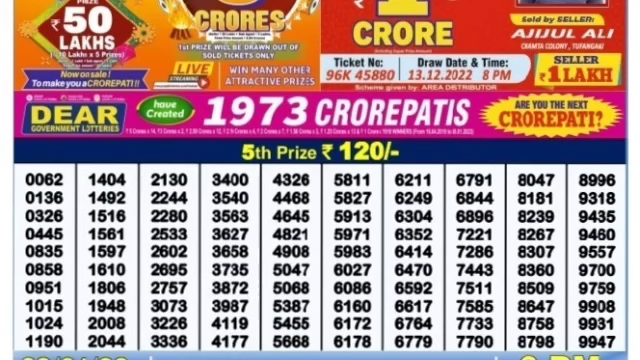 PRIZE
₹50
LAKHS
(10 Lakhs x 5 Prizes)
Now on sale!
To make you a CROREPATI!!
CRORES
1st PRIZE WILL BE DRAWN OUT OF
SOLD TICKETS ONLY
LIVE
STREAMING
WIN MANY OTHER
ATTRACTIVE PRIZES
₹1
CRORE
Ticket No:
96K 45880
Draw Date & Time:
13.12.2022 8 PM
Scheme given by: AREA DISTRIBUTOR
Sold by SELLER:
AJIJUL ALI
CHAMTA COLONY, TUFANGANJ
SELLER
₹1 LAKH
DEAR
GOVERNMENT LOTTERIES
have
Created
1973 CROREPATIS
ARE YOU THE NEXT
CROREPATI?
5th Prize ₹ 120/-
0062 1404 2130 3400 4326 5811 6211 6791 8047 8996
0136 1492 2244 3540 4468 5827 6249 6844 8181 9318
0326 1516 2280 3563 4645 5913 6304 6896 8239 9435
0445 1561 2533 3627 4821 5971 6352 7221 8267 9460
0835 1597 2602 3658 4908 5983 6414 7286 8307 9557
0858 1610 2695 3735 5047 6027 6470 7443 8360 9700
0951 1806 2757 3872 5068 6086 6592 7511 8509 9759
1015 1948 3073 3987 5387 6160 6617 7585 8647 9908
1024 2008 3226 4119 5455 6172 6764 7733 8758 9931
1190 2044 3336 4177 5668 6178 6779 7790 8798 9947